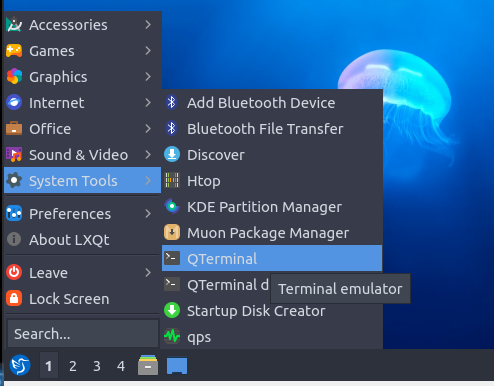 Accessories
Games
Graphics
Internet
Office
Sound & Video
System Tools
Preferences
About LXQt
Leave
Lock Screen
Search...
Add Bluetooth Device
Bluetooth File Transfer
Discover
Htop
KDE Partition Manager
Muon Package Manager
QTerminal
QTerminal d
Terminal emulator
Startup Disk Creator
qps
1 2 3 4